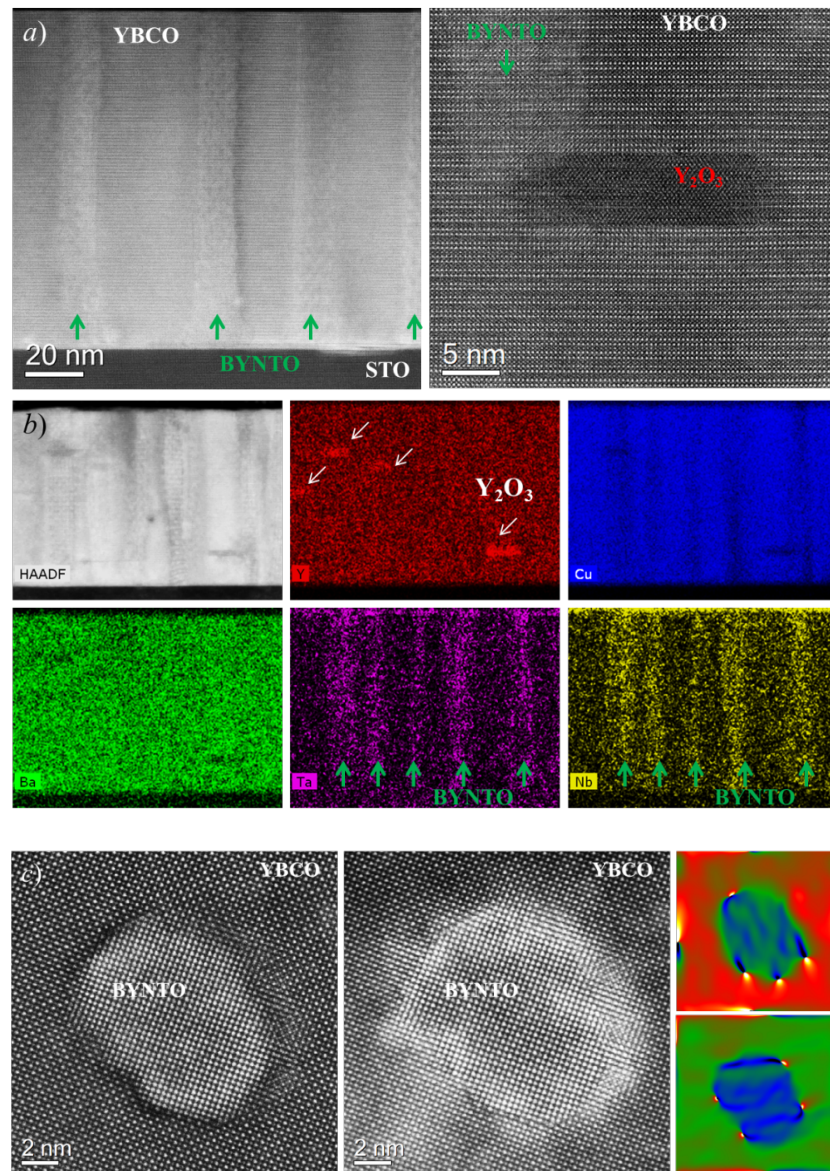 a)
YBCO
20 nm
BYNTO
STO
BYNTO
YBCO
Y₂O₃
5 nm
b)
HAADF
Y₂O₃
Y
Cu
Ba
Ta
BYNTO
Nb
BYNTO
c)
YBCO
BYNTO
2 nm
YBCO
BYNTO
2 nm